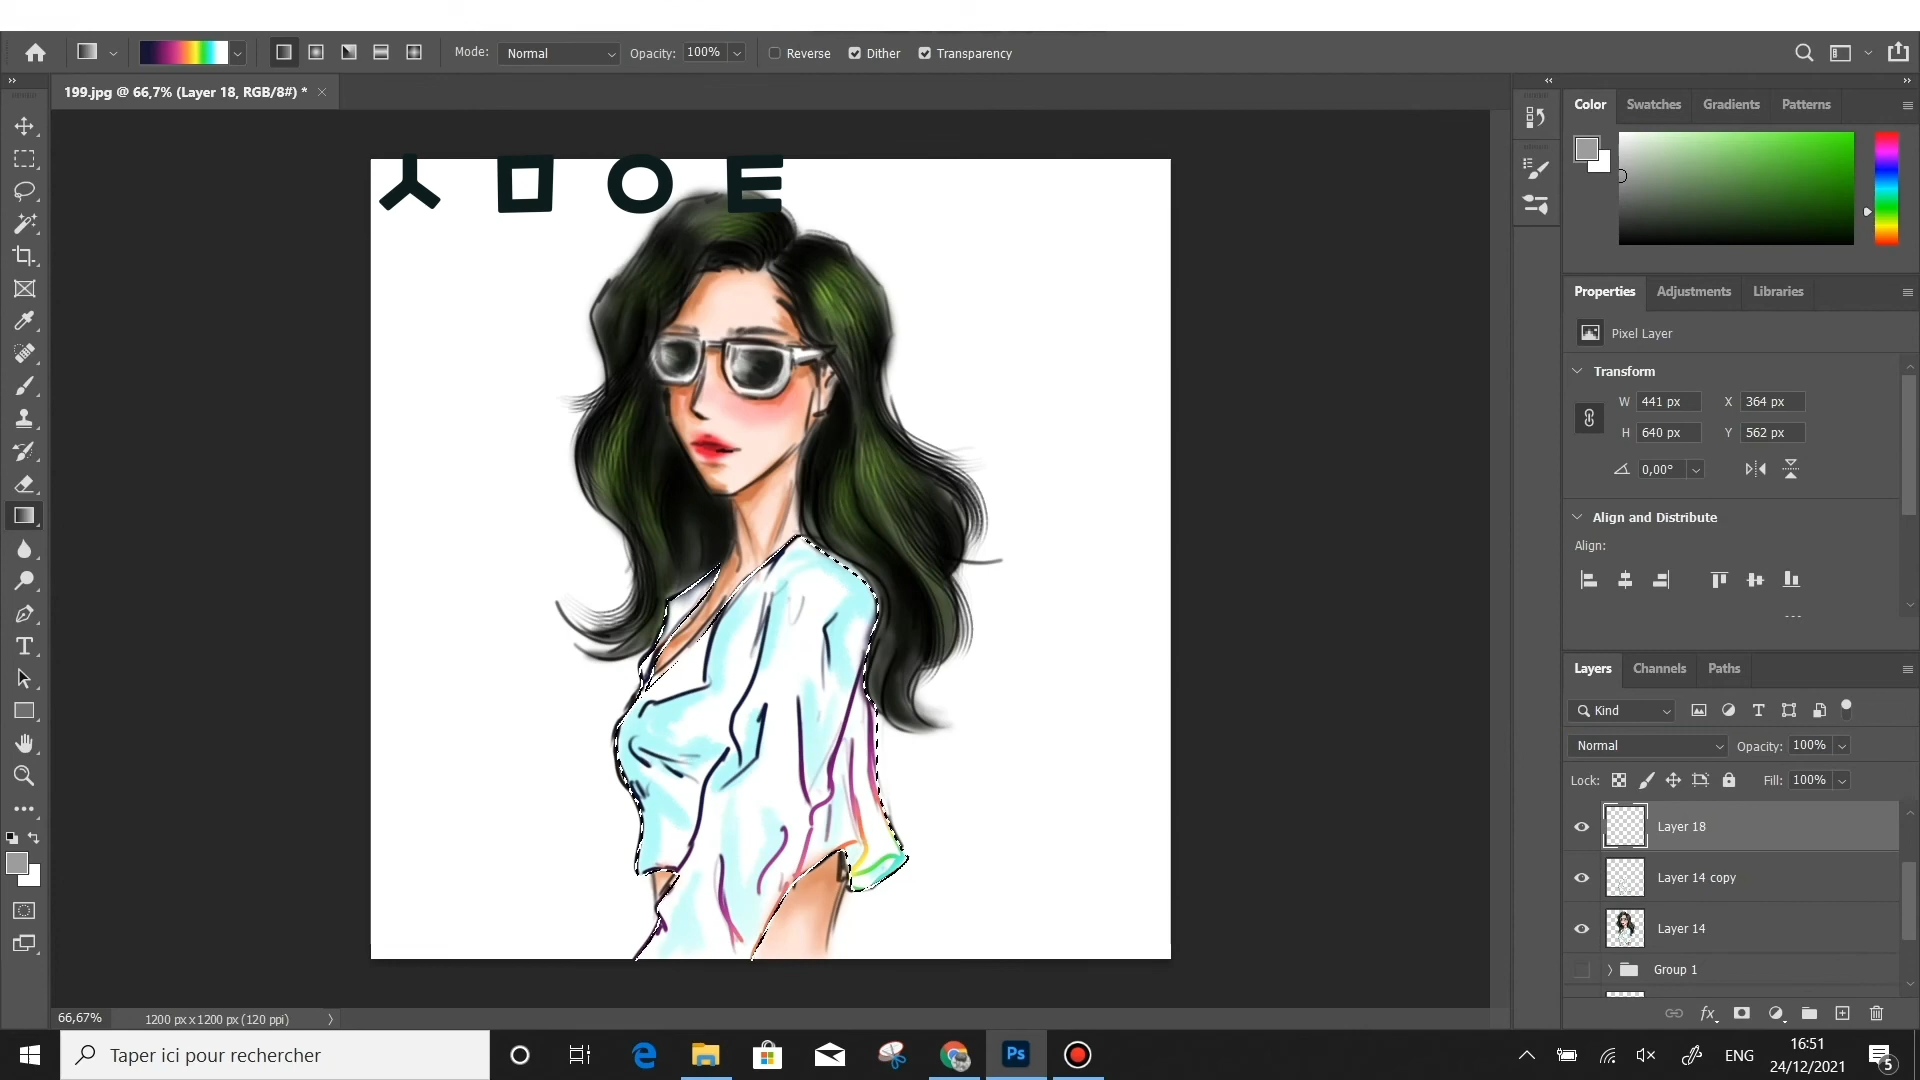 Mode: Normal Opacity: 100% Reverse Dither Transparency
199.jpg @ 66,7% (Layer 18, RGB/8#) *
Color Swatches Gradients Patterns
ㅅ ㅁ ㅇ ㅌ
Properties Adjustments Libraries
Pixel Layer
Transform
W 441 px X 364 px
H 640 px Y 562 px
0,00°
Align and Distribute
Align:
Layers Channels Paths
Kind
Normal Opacity: 100%
Lock: Fill: 100%
Layer 18
Layer 14 copy
Layer 14
Group 1
66,67% 1200 px x 1200 px (120 ppi)
Taper ici pour rechercher
Ps
ENG
16:51
24/12/2021
5